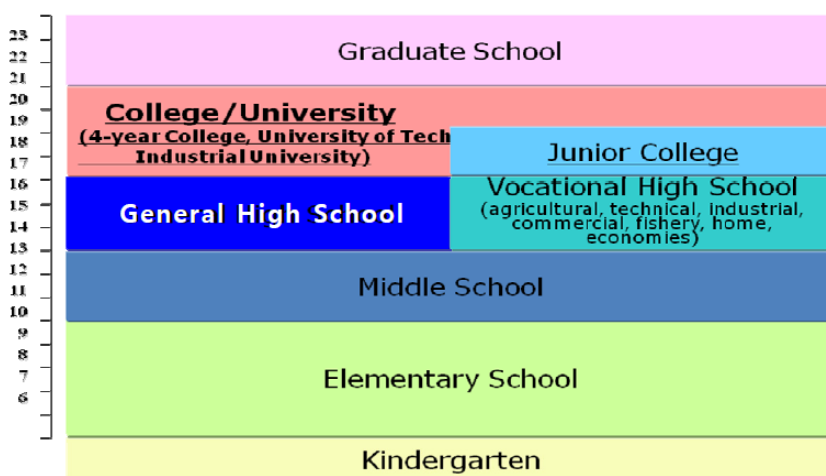 23
22
21
20
19
18
17
16
15
14
13
12
11
10
9
8
7
6
Graduate School
College/University
(4-year College, University of Tech
Industrial University)
Junior College
General High School
Vocational High School
(agricultural, technical, industrial,
commercial, fishery, home,
economies)
Middle School
Elementary School
Kindergarten